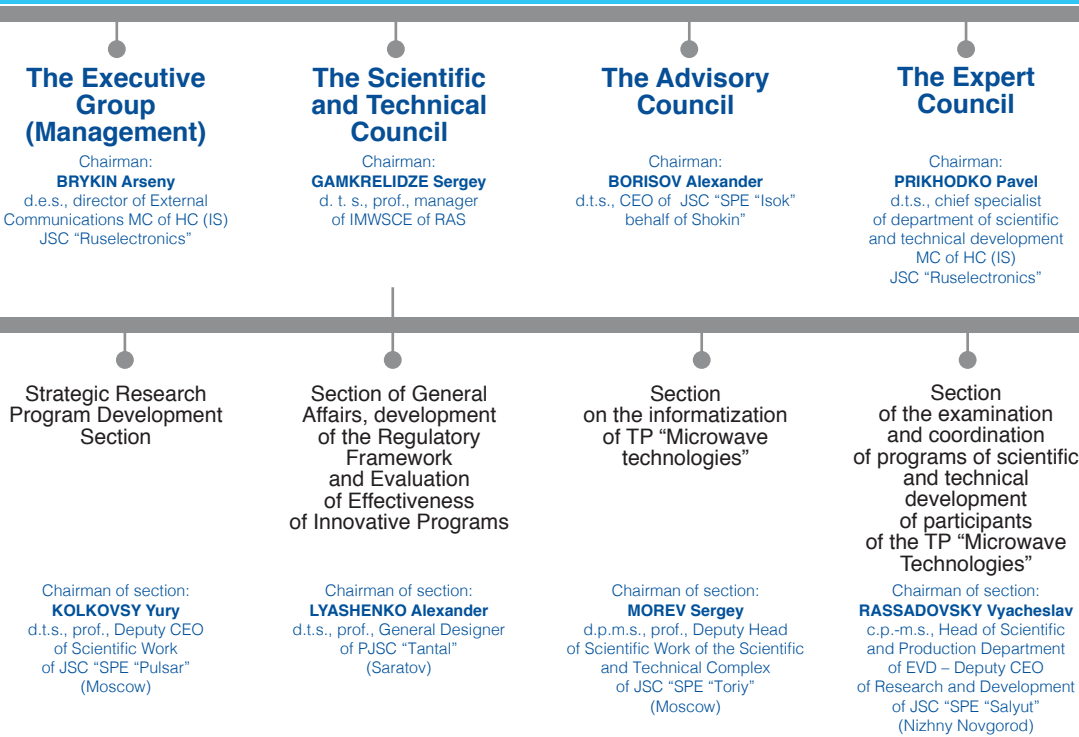 The Executive
Group
(Management)
Chairman:
BRYKIN Arseny
d.e.s., director of External
Communications MC of HC (IS)
JSC “Ruselectronics”
The Scientific
and Technical
Council
Chairman:
GAMKRELIDZE Sergey
d. t. s., prof., manager
of IMWSCE of RAS
The Advisory
Council
Chairman:
BORISOV Alexander
d.t.s., CEO of JSC “SPE “Isok”
behalf of Shokin”
The Expert
Council
Chairman:
PRIKHODKO Pavel
d.t.s., chief specialist
of department of scientific
and technical development
MC of HC (IS)
JSC “Ruselectronics”
Strategic Research
Program Development
Section
Chairman of section:
KOLKOVSY Yury
d.t.s., prof., Deputy CEO
of Scientific Work
of JSC “SPE “Pulsar”
(Moscow)
Section of General
Affairs, development
of the Regulatory
Framework
and Evaluation
of Effectiveness
of Innovative Programs
Chairman of section:
LYASHENKO Alexander
d.t.s., prof., General Designer
of PJSC “Tantal”
(Saratov)
Section
on the informatization
of TP “Microwave
technologies”
Chairman of section:
MOREV Sergey
d.p.m.s., prof., Deputy Head
of Scientific Work of the Scientific
and Technical Complex
of JSC “SPE “Toriy”
(Moscow)
Section
of the examination
and coordination
of programs of scientific
and technical
development
of participants
of the TP “Microwave
Technologies”
Chairman of section:
RASSADOVSKY Vyacheslav
c.p.-m.s., Head of Scientific
and Production Department
of EVD – Deputy CEO
of Research and Development
of JSC “SPE “Salyut”
(Nizhny Novgorod)